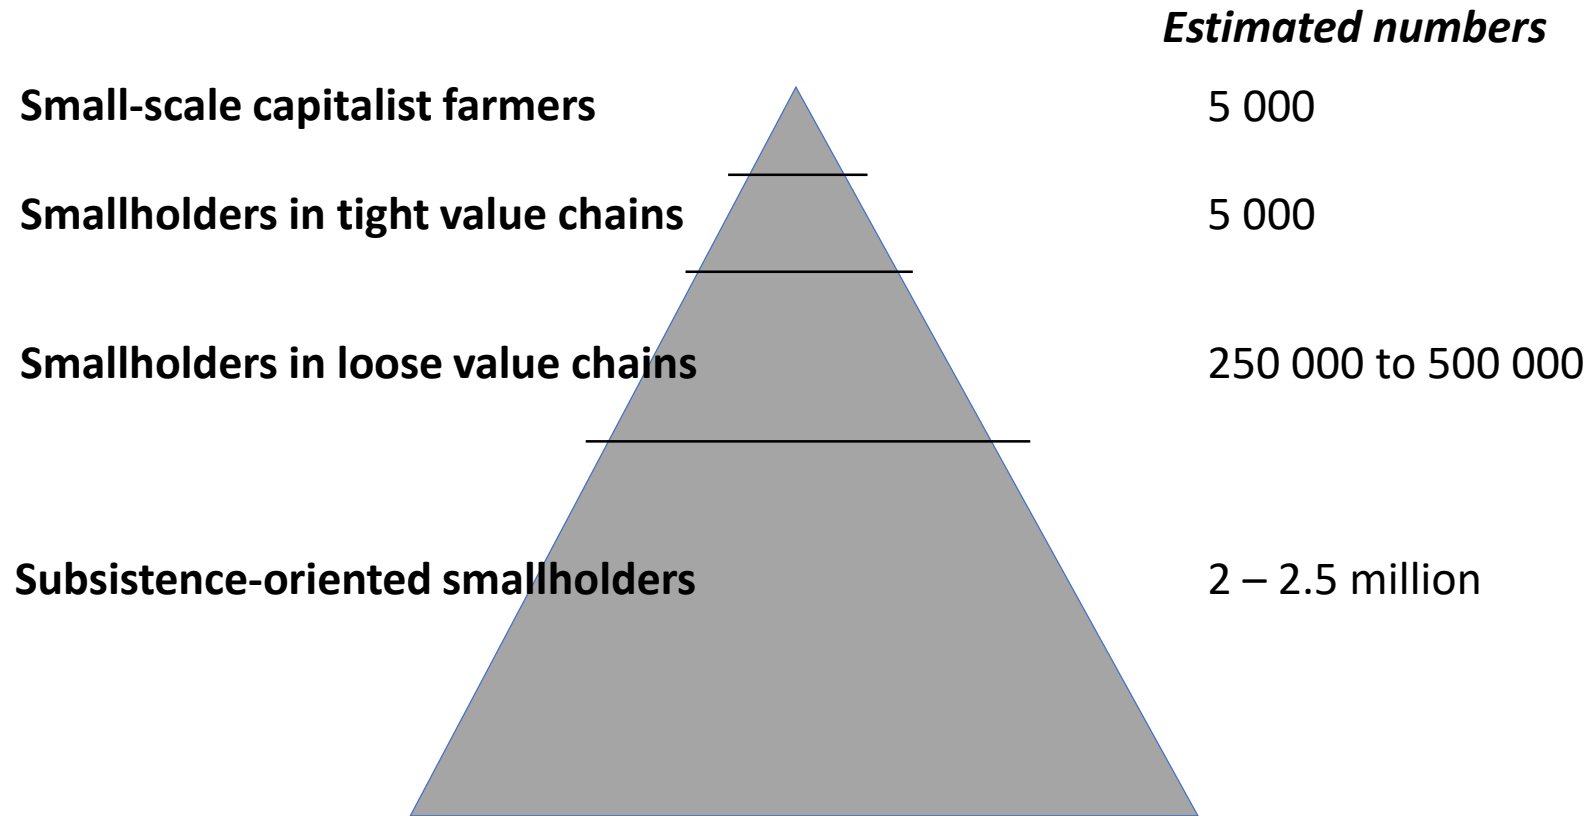 Estimated numbers
Small-scale capitalist farmers 5 000
Smallholders in tight value chains 5 000
Smallholders in loose value chains 250 000 to 500 000
Subsistence-oriented smallholders 2 – 2.5 million